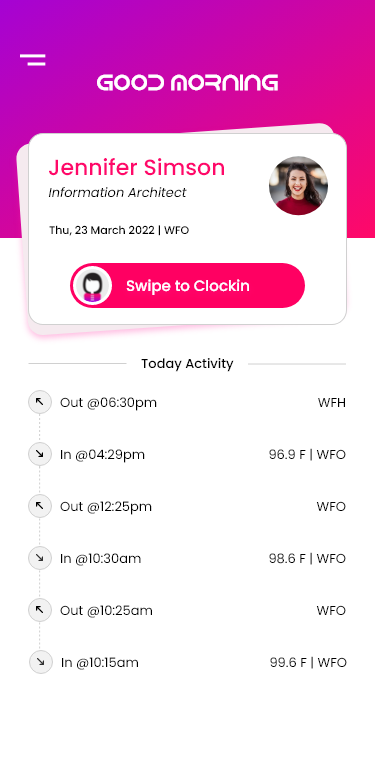 GOOD MORNING
Jennifer Simson
Information Architect
Thu, 23 March 2022 | WFO
Swipe to Clockin
Today Activity
Out @06:30pm WFH
In @04:29pm 96.9 F | WFO
Out @12:25pm WFO
In @10:30am 98.6 F | WFO
Out @10:25am WFO
In @10:15am 99.6 F | WFO